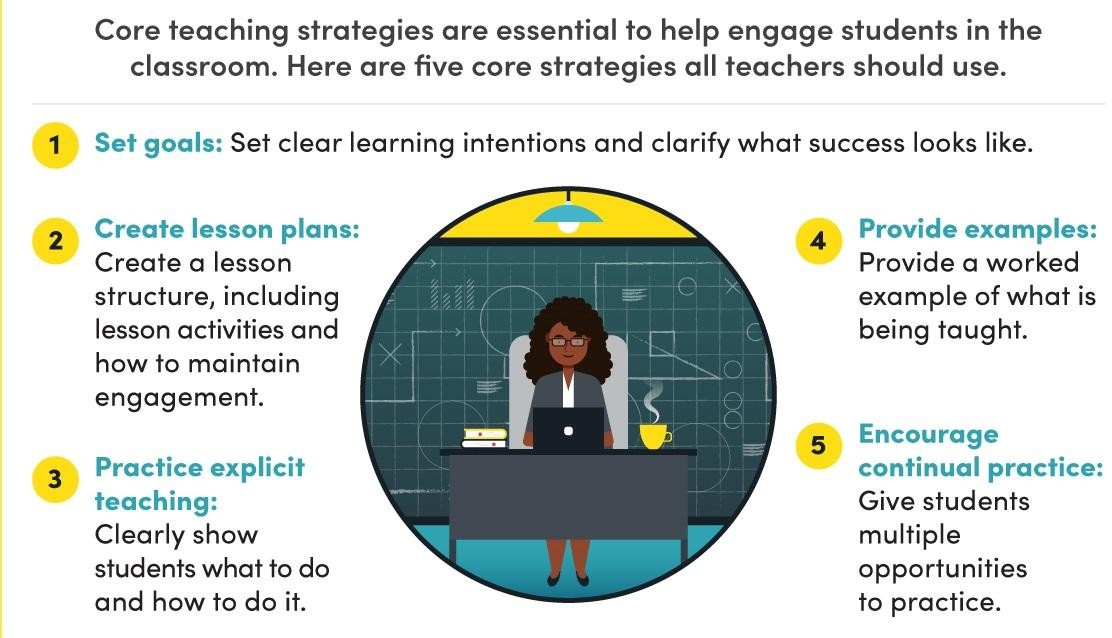 Core teaching strategies are essential to help engage students in the
classroom. Here are five core strategies all teachers should use.
1 Set goals: Set clear learning intentions and clarify what success looks like.
2 Create lesson plans:
Create a lesson
structure, including
lesson activities and
how to maintain
engagement.
3 Practice explicit
teaching:
Clearly show
students what to do
and how to do it.
4 Provide examples:
Provide a worked
example of what is
being taught.
5 Encourage
continual practice:
Give students
multiple
opportunities
to practice.